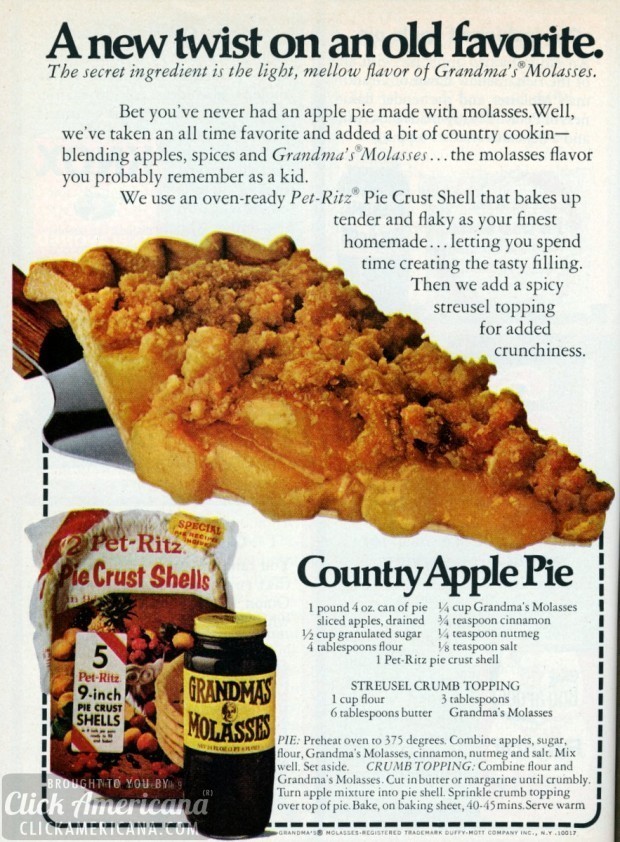 A new twist on an old favorite.
The secret ingredient is the light, mellow flavor of Grandma's® Molasses.
Bet you've never had an apple pie made with molasses. Well,
we've taken an all time favorite and added a bit of country cookin—
blending apples, spices and Grandma's® Molasses... the molasses flavor
you probably remember as a kid.
We use an oven-ready Pet-Ritz® Pie Crust Shell that bakes up
tender and flaky as your finest
homemade... letting you spend
time creating the tasty filling.
Then we add a spicy
streusel topping
for added
crunchiness.
SPECIAL
2 Pet-Ritz
Pie Crust Shells
5
Pet-Ritz
9-inch
PIE CRUST
SHELLS
GRANDMA'S
MOLASSES
Country Apple Pie
1 pound 4 oz. can of pie
sliced apples, drained
½ cup granulated sugar
4 tablespoons flour
¼ cup Grandma's Molasses
¾ teaspoon cinnamon
¼ teaspoon nutmeg
⅛ teaspoon salt
1 Pet-Ritz pie crust shell
STREUSEL CRUMB TOPPING
1 cup flour
6 tablespoons butter
3 tablespoons
Grandma's Molasses
PIE: Preheat oven to 375 degrees. Combine apples, sugar,
flour, Grandma's Molasses, cinnamon, nutmeg and salt. Mix
well. Set aside. CRUMB TOPPING: Combine flour and
Grandma's Molasses. Cut in butter or margarine until crumbly.
Turn apple mixture into pie shell. Sprinkle crumb topping
over top of pie. Bake, on baking sheet, 40-45 mins. Serve warm
GRANDMA'S® MOLASSES-REGISTERED TRADEMARK DUFFY-MOTT COMPANY INC., N.Y. 10017
BROUGHT TO YOU BY
Click Americana (R)
CLICKAMERICANA.COM